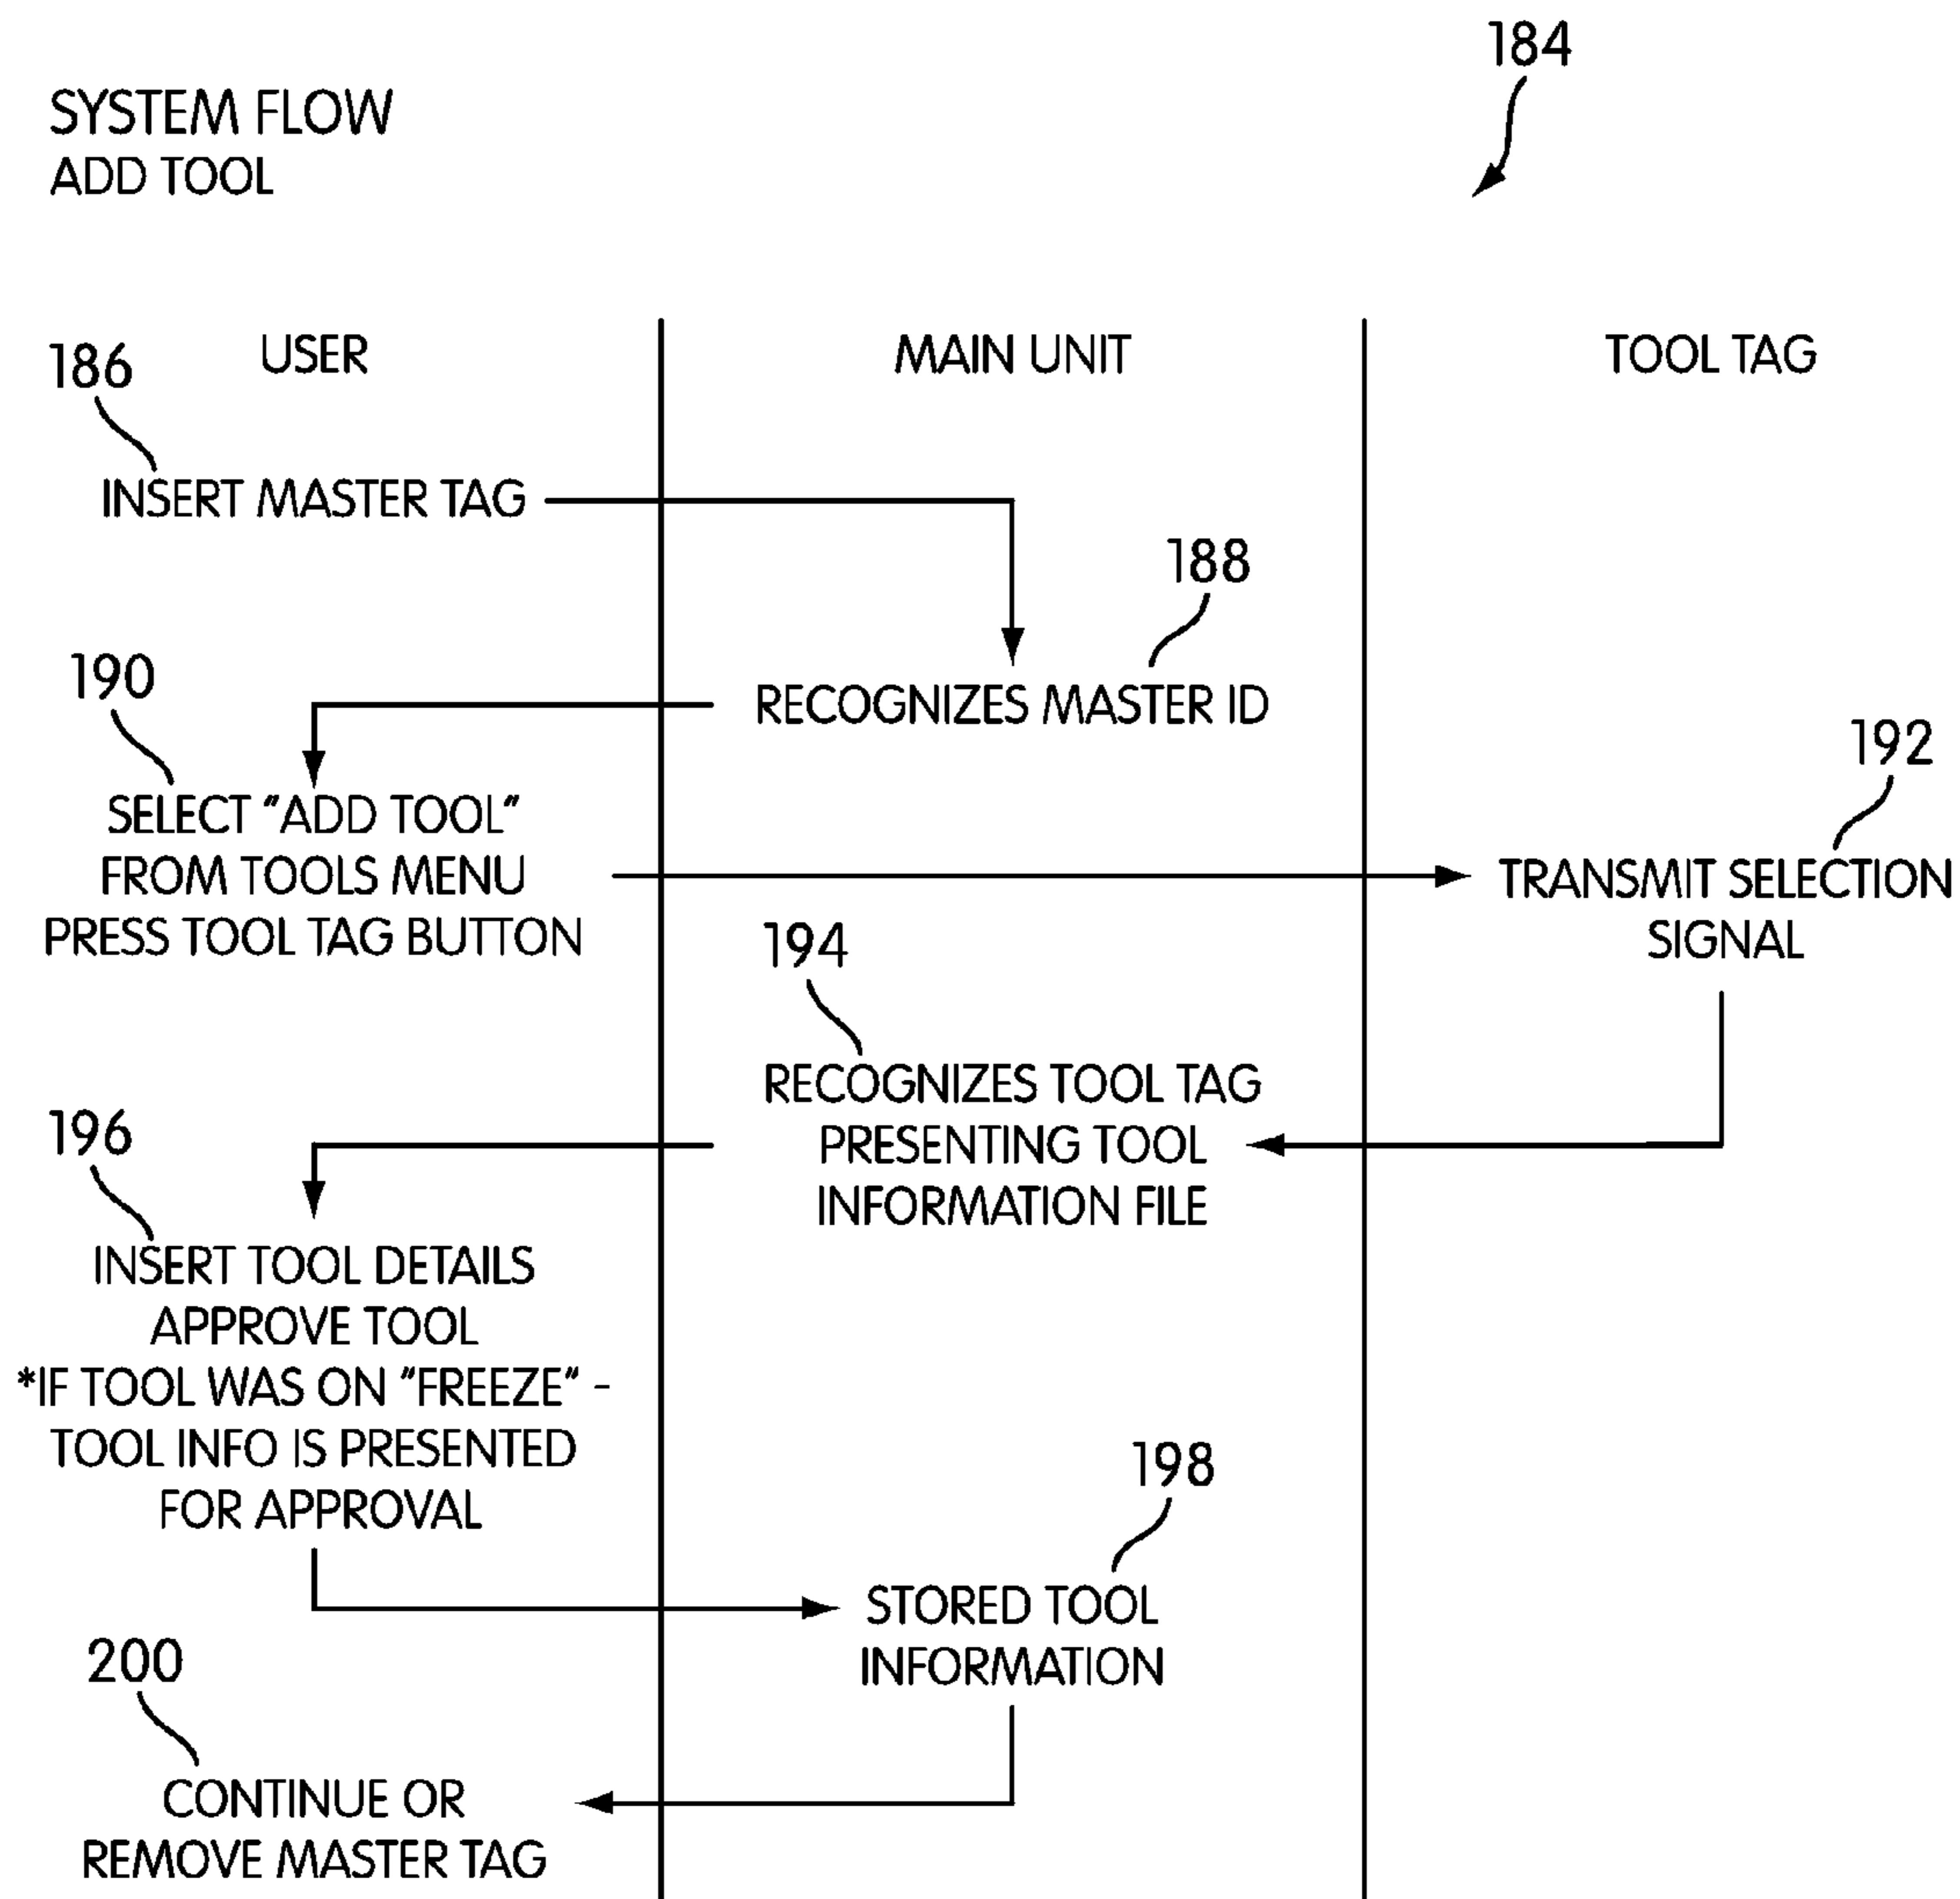 184
SYSTEM FLOW
ADD TOOL
USER
MAIN UNIT
TOOL TAG
186
INSERT MASTER TAG
188
RECOGNIZES MASTER ID
190
SELECT "ADD TOOL"
FROM TOOLS MENU
PRESS TOOL TAG BUTTON
192
TRANSMIT SELECTION
SIGNAL
194
RECOGNIZES TOOL TAG
PRESENTING TOOL
INFORMATION FILE
196
INSERT TOOL DETAILS
APPROVE TOOL
*IF TOOL WAS ON "FREEZE" -
TOOL INFO IS PRESENTED
FOR APPROVAL
198
STORED TOOL
INFORMATION
200
CONTINUE OR
REMOVE MASTER TAG